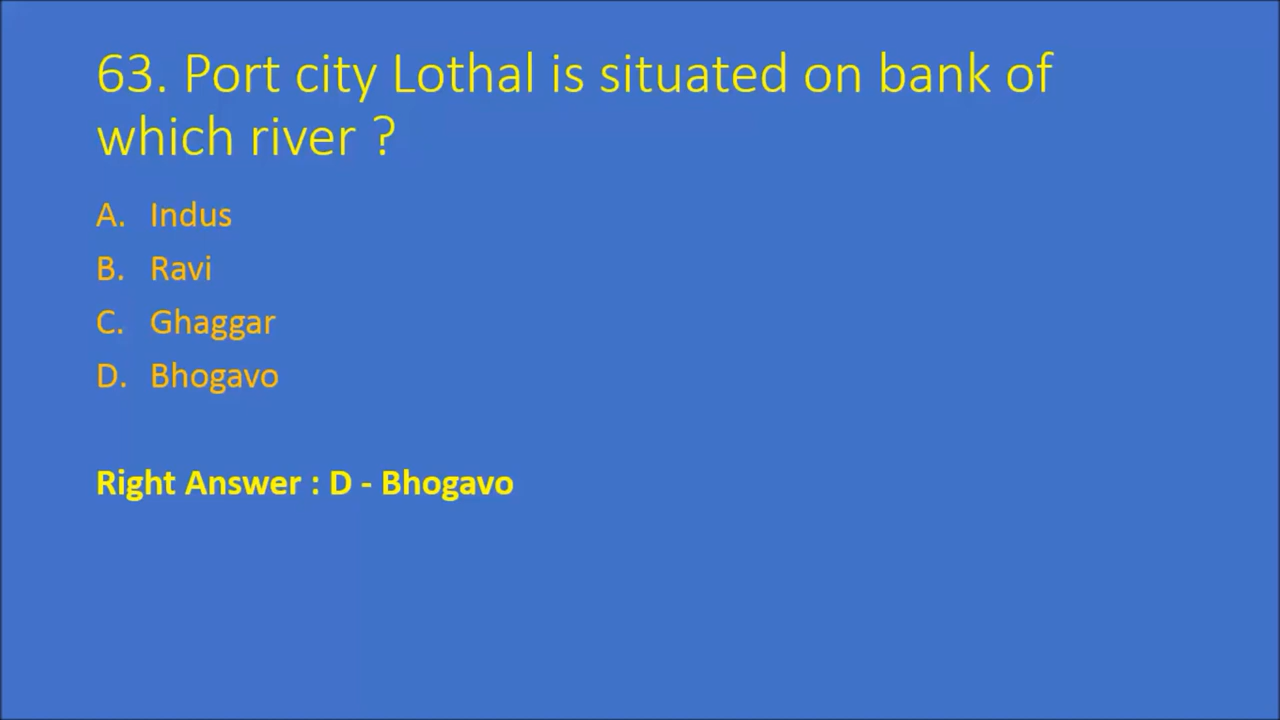 63. Port city Lothal is situated on bank of
which river ?
A. Indus
B. Ravi
C. Ghaggar
D. Bhogavo
Right Answer : D - Bhogavo